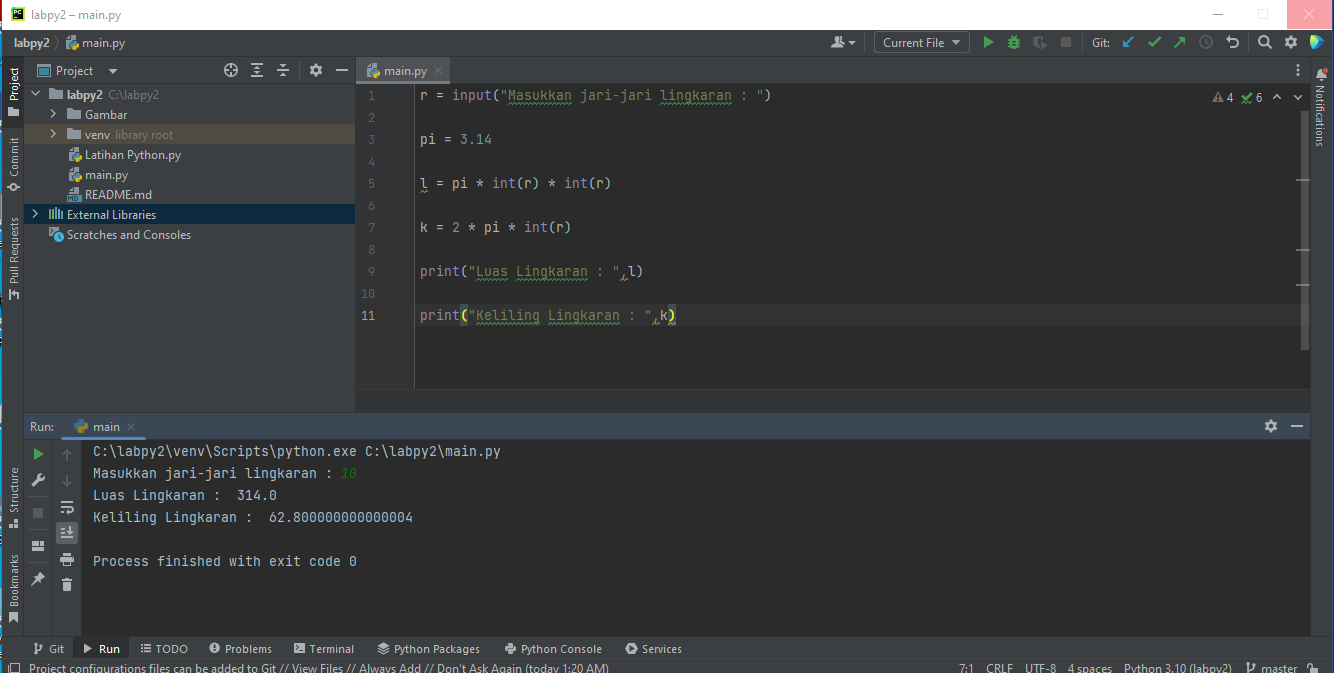 labpy2 – main.py
labpy2 main.py
Current File
Git:
Project
main.py
labpy2 C:\labpy2
Gambar
venv library root
Latihan Python.py
main.py
README.md
External Libraries
Scratches and Consoles
Project
Commit
Pull Requests
1 r = input("Masukkan jari-jari lingkaran : ")
2
3 pi = 3.14
4
5 l = pi * int(r) * int(r)
6
7 k = 2 * pi * int(r)
8
9 print("Luas Lingkaran : ",l)
10
11 print("Keliling Lingkaran : ",k)
4 6
Notifications
Run: main
C:\labpy2\venv\Scripts\python.exe C:\labpy2\main.py
Masukkan jari-jari lingkaran : 10
Luas Lingkaran :  314.0
Keliling Lingkaran :  62.800000000000004
Process finished with exit code 0
Structure
Bookmarks
Git Run TODO Problems Terminal Python Packages Python Console Services
Project configurations files can be added to Git // View Files // Always Add // Don't Ask Again (today 1:20 AM) 7:1 CRLF UTF-8 4 spaces Python 3.10 (labpy2) master